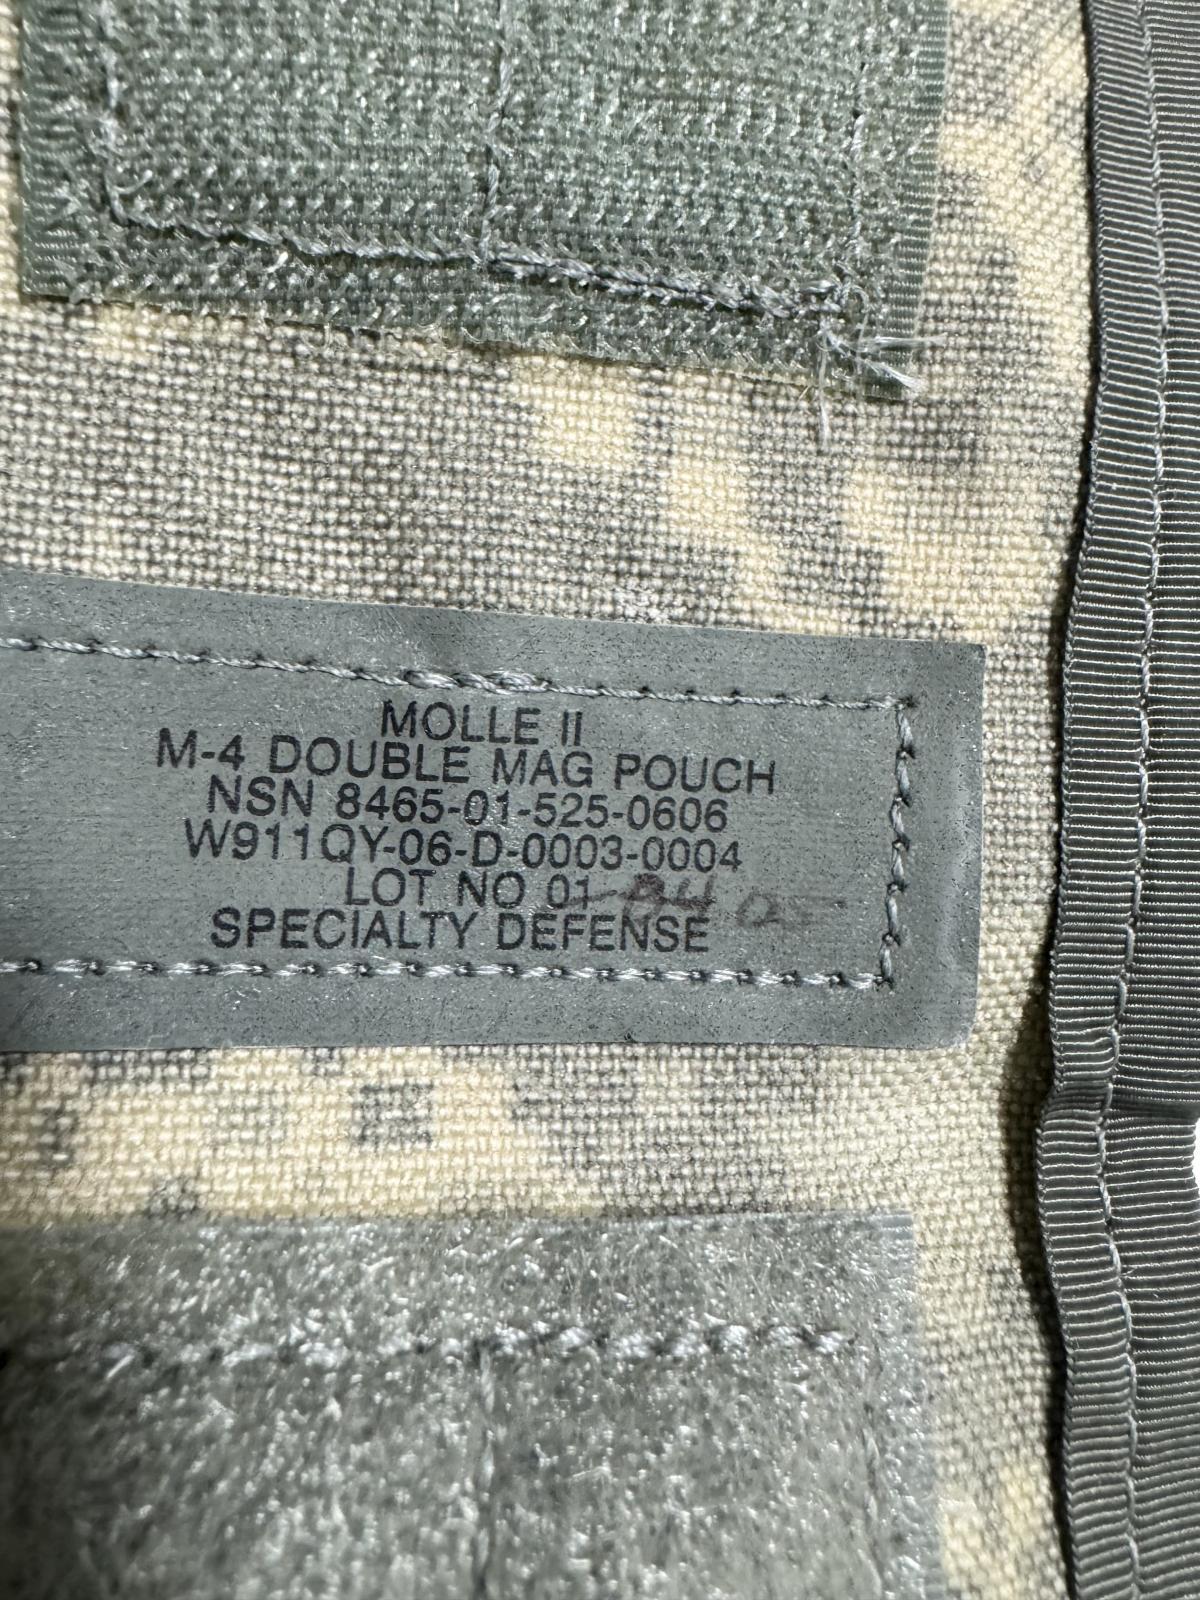 MOLLE II
M-4 DOUBLE MAG POUCH
NSN 8465-01-525-0606
W911QY-06-D-0003-0004
LOT NO 01
SPECIALTY DEFENSE